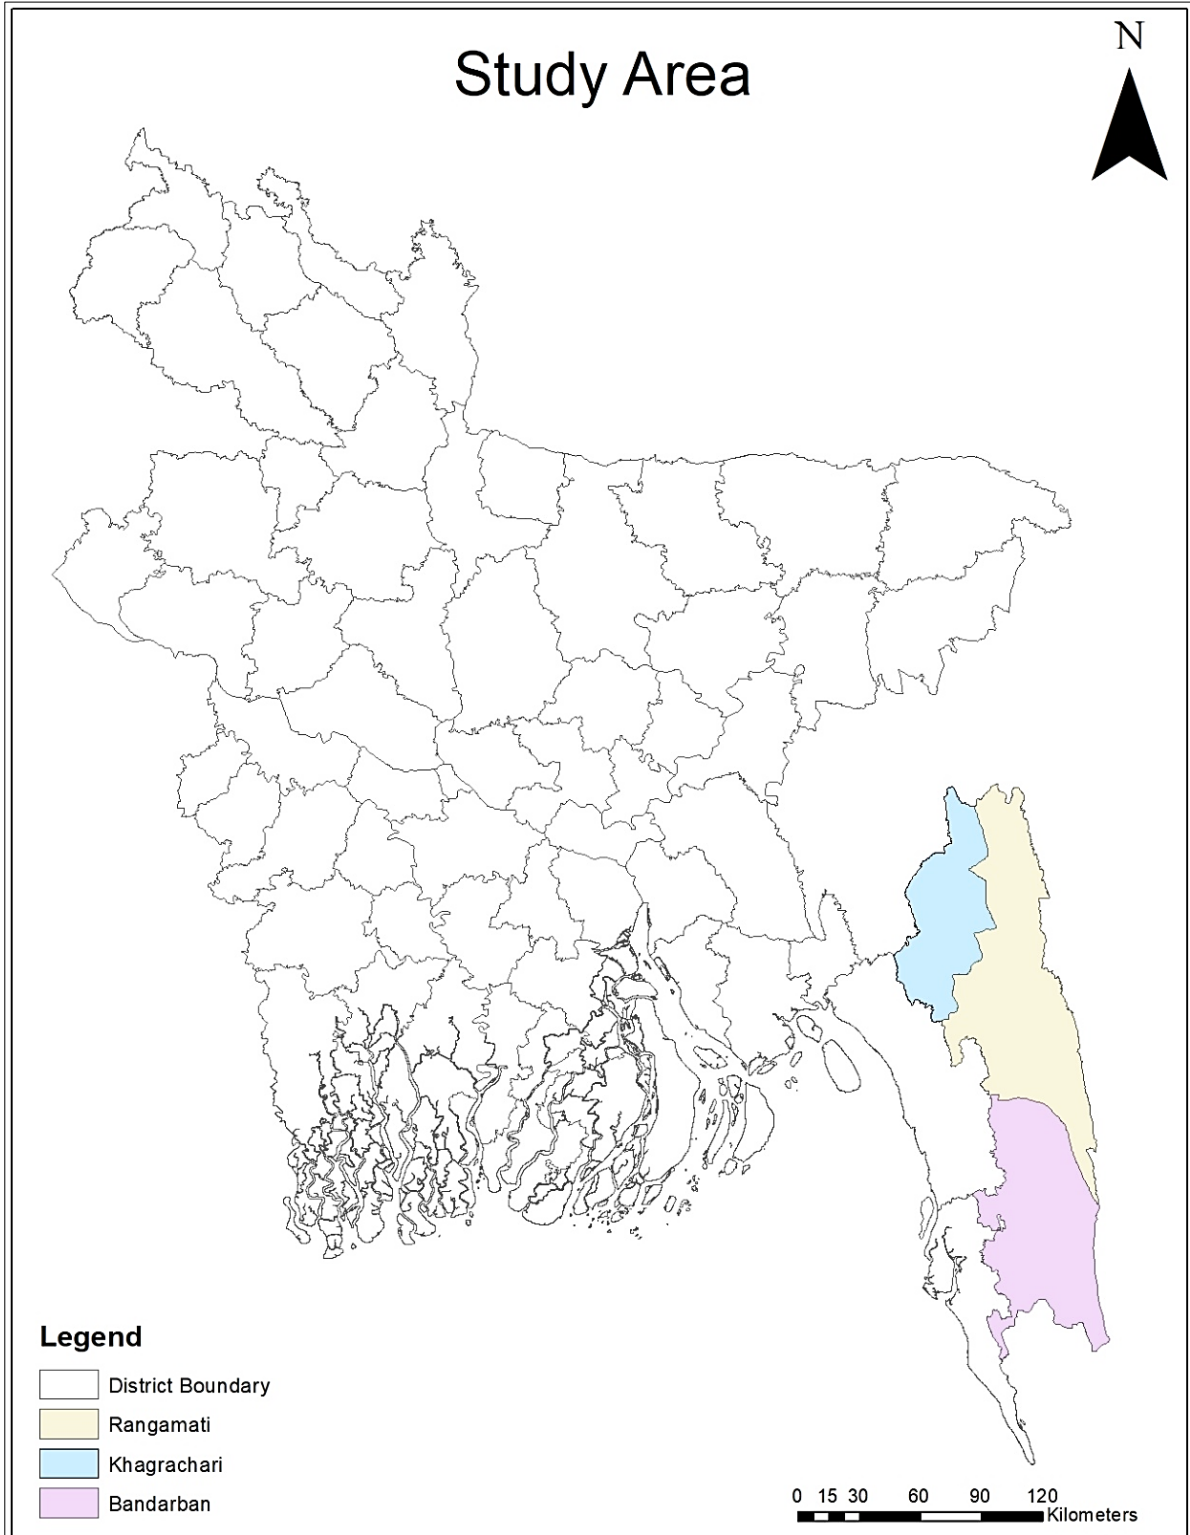 N
Study Area
Legend
District Boundary
Rangamati
Khagrachari
Bandarban
0 15 30 60 90 120
Kilometers